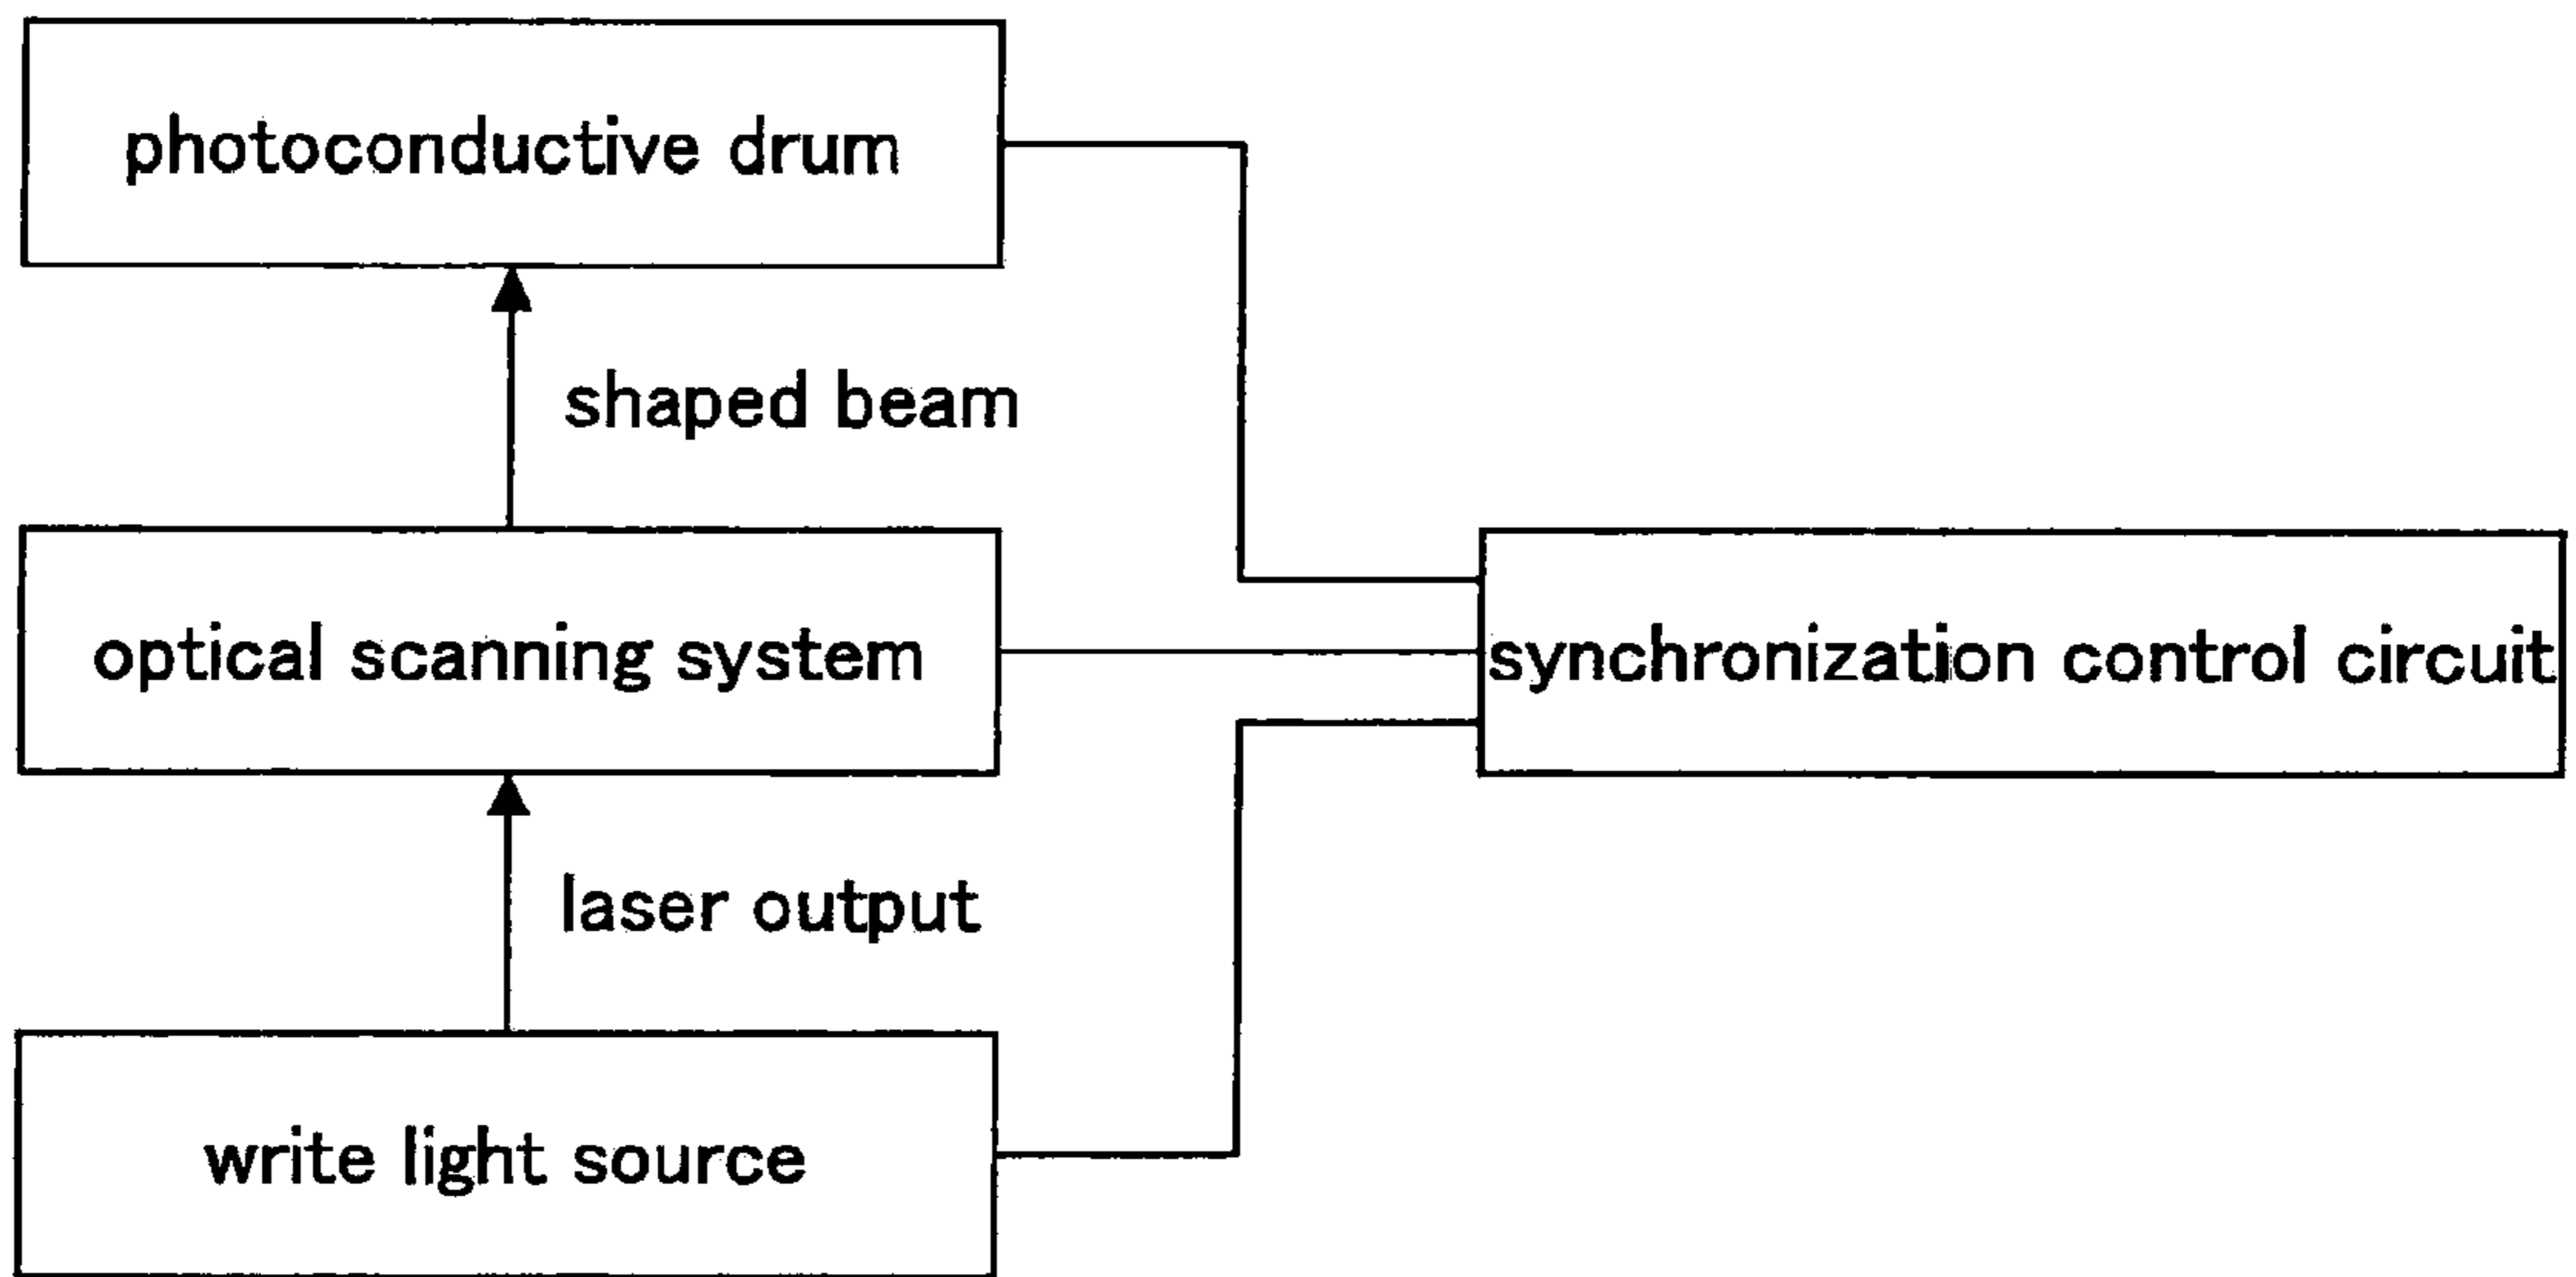 photoconductive drum
shaped beam
optical scanning system
synchronization control circuit
laser output
write light source